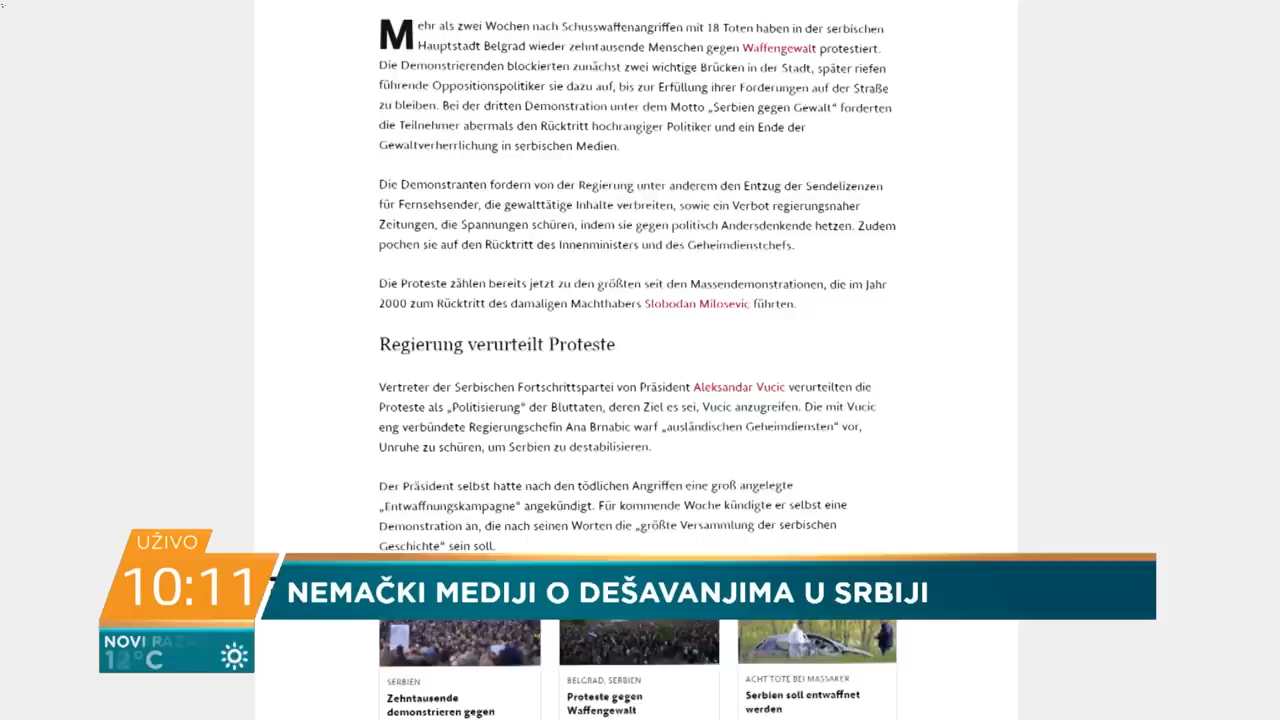 Mehr als zwei Wochen nach Schusswaffenangriffen mit 18 Toten haben in der serbischen
Hauptstadt Belgrad wieder zehntausende Menschen gegen Waffengewalt protestiert.
Die Demonstrierenden blockierten zunächst zwei wichtige Brücken in der Stadt, später riefen
führende Oppositionspolitiker sie dazu auf, bis zur Erfüllung ihrer Forderungen auf der Straße
zu bleiben. Bei der dritten Demonstration unter dem Motto „Serbien gegen Gewalt“ forderten
die Teilnehmer abermals den Rücktritt hochrangiger Politiker und ein Ende der
Gewaltverherrlichung in serbischen Medien.
Die Demonstranten fordern von der Regierung unter anderem den Entzug der Sendelizenzen
für Fernsehsender, die gewalttätige Inhalte verbreiten, sowie ein Verbot regierungsnaher
Zeitungen, die Spannungen schüren, indem sie gegen politisch Andersdenkende hetzen. Zudem
pochen sie auf den Rücktritt des Innenministers und des Geheimdienstchefs.
Die Proteste zählen bereits jetzt zu den größten seit den Massendemonstrationen, die im Jahr
2000 zum Rücktritt des damaligen Machthabers Slobodan Milosevic führten.
Regierung verurteilt Proteste
Vertreter der Serbischen Fortschrittspartei von Präsident Aleksandar Vucic verurteilten die
Proteste als „Politisierung“ der Bluttaten, deren Ziel es sei, Vucic anzugreifen. Die mit Vucic
eng verbündete Regierungschefin Ana Brnabic warf „ausländischen Geheimdiensten“ vor,
Unruhe zu schüren, um Serbien zu destabilisieren.
Der Präsident selbst hatte nach den tödlichen Angriffen eine groß angelegte
„Entwaffnungskampagne“ angekündigt. Für kommende Woche kündigte er selbst eine
Demonstration an, die nach seinen Worten die „größte Versammlung der serbischen
Geschichte“ sein soll.
UŽIVO
10:11
NEMAČKI MEDIJI O DEŠAVANJIMA U SRBIJI
NOVI
12°C
SERBIEN
Zehntausende
demonstrieren gegen
BELGRAD, SERBIEN
Proteste gegen
Waffengewalt
ACHT TOTE BEI MASSAKER
Serbien soll entwaffnet
werden